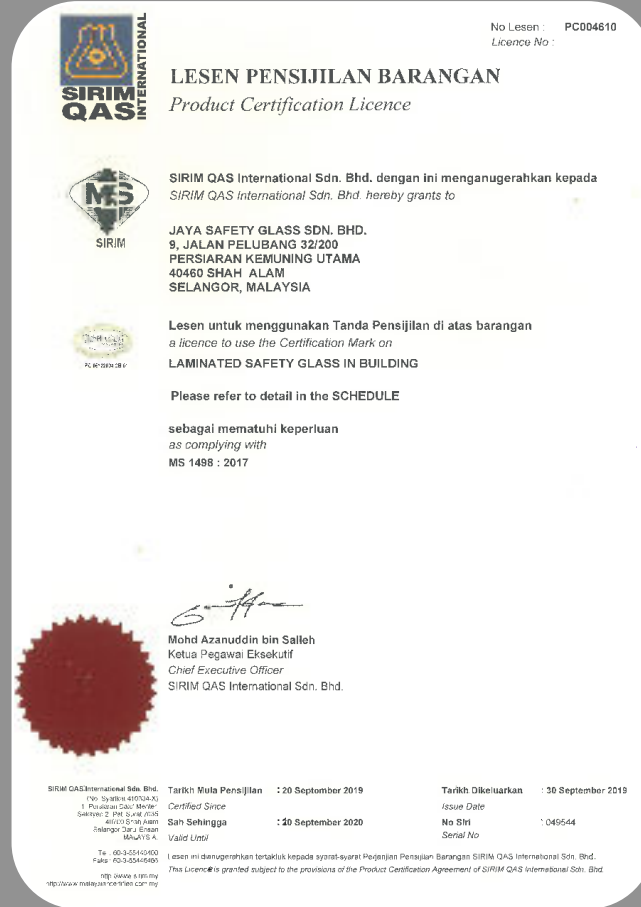 No Lesen : PC004610
Licence No :
SIRIM
QAS
INTERNATIONAL
LESEN PENSIJILAN BARANGAN
Product Certification Licence
MS
SIRIM
SIRIM QAS International Sdn. Bhd. dengan ini menganugerahkan kepada
SIRIM QAS International Sdn. Bhd. hereby grants to
JAYA SAFETY GLASS SDN. BHD.
9, JALAN PELUBANG 32/200
PERSIARAN KEMUNING UTAMA
40460 SHAH ALAM
SELANGOR, MALAYSIA
Lesen untuk menggunakan Tanda Pensijilan di atas barangan
a licence to use the Certification Mark on
LAMINATED SAFETY GLASS IN BUILDING
Please refer to detail in the SCHEDULE
sebagai mematuhi keperluan
as complying with
MS 1498 : 2017
Mohd Azanuddin bin Salleh
Ketua Pegawai Eksekutif
Chief Executive Officer
SIRIM QAS International Sdn. Bhd.
SIRIM QAS International Sdn. Bhd.
Shah Alam
MALAYSIA
Tarikh Mula Pensijilan : 20 September 2019
Certified Since
Sah Sehingga : 20 September 2020
Valid Until
Tarikh Dikeluarkan : 30 September 2019
Issue Date
No Siri : 049544
Serial No
Lesen ini dianugerahkan tertakluk kepada syarat-syarat Perjanjian Pensijilan Barangan SIRIM QAS International Sdn. Bhd.
This Licence is granted subject to the provisions of the Product Certification Agreement of SIRIM QAS International Sdn. Bhd.